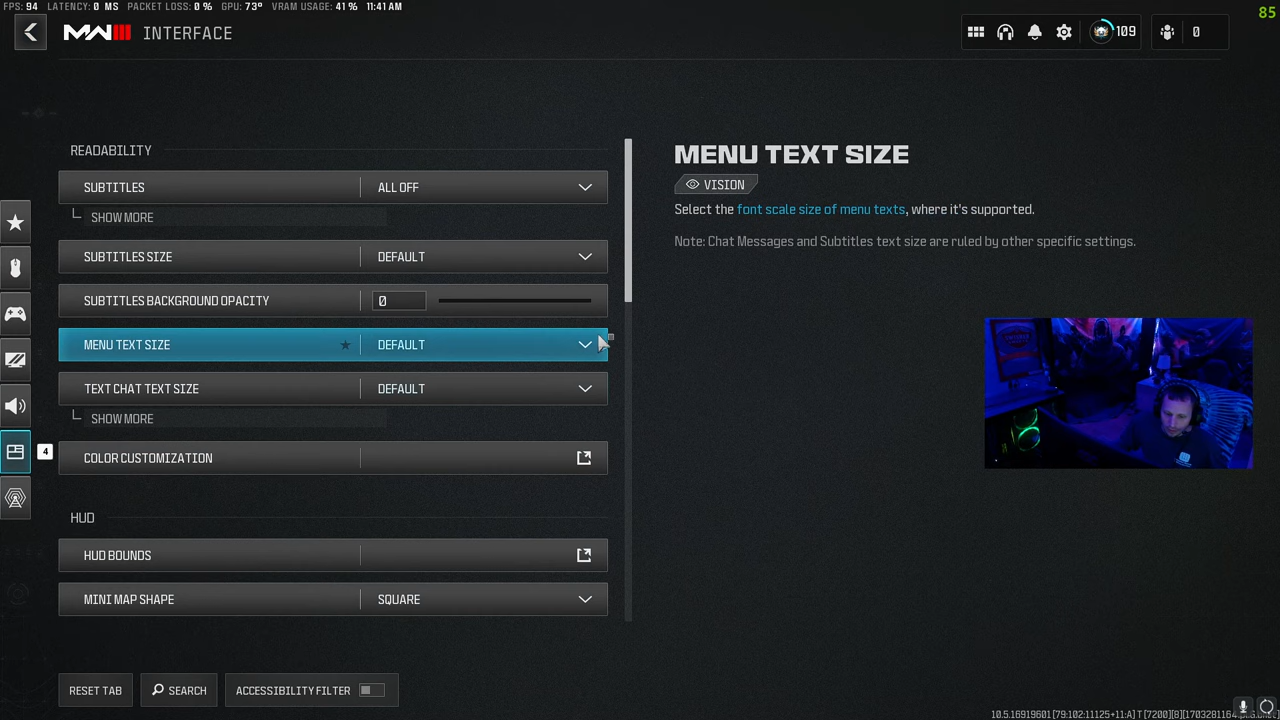 FPS: 94 LATENCY: 0 MS PACKET LOSS: 0 % GPU: 73° VRAM USAGE: 41 % 11:41 AM
85
MWIII INTERFACE
109
0
READABILITY
SUBTITLES ALL OFF
SHOW MORE
SUBTITLES SIZE DEFAULT
SUBTITLES BACKGROUND OPACITY 0
MENU TEXT SIZE DEFAULT
TEXT CHAT TEXT SIZE DEFAULT
SHOW MORE
4
COLOR CUSTOMIZATION
HUD
HUD BOUNDS
MINI MAP SHAPE SQUARE
RESET TAB
SEARCH
ACCESSIBILITY FILTER
MENU TEXT SIZE
VISION
Select the font scale size of menu texts, where it's supported.
Note: Chat Messages and Subtitles text size are ruled by other specific settings.